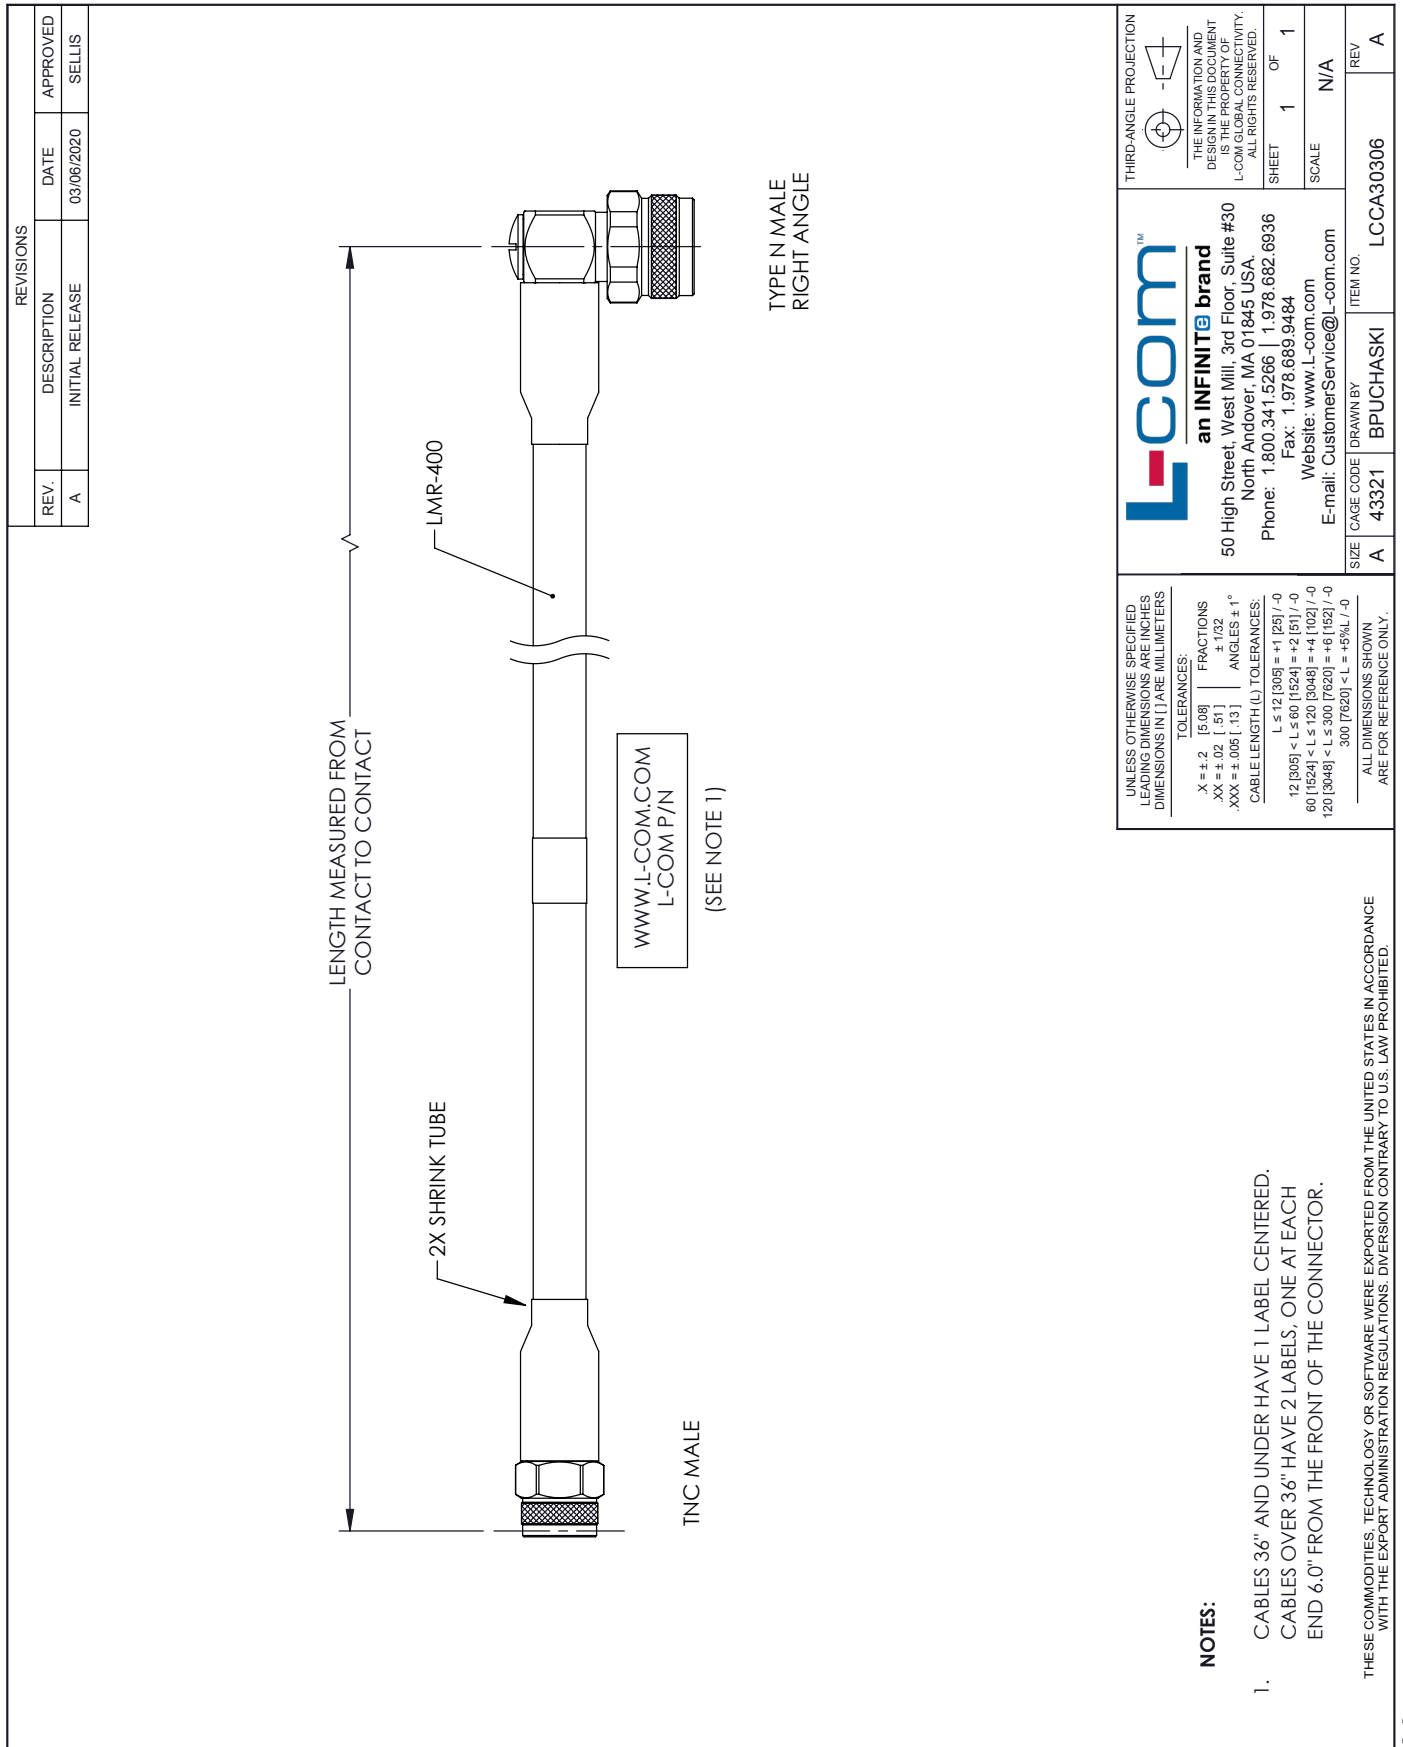 REVISIONS
REV. DESCRIPTION DATE APPROVED
A INITIAL RELEASE 03/06/2020 SELLIS
LENGTH MEASURED FROM
CONTACT TO CONTACT
2X SHRINK TUBE
LMR-400
WWW.L-COM.COM
L-COM P/N
(SEE NOTE 1)
TNC MALE
TYPE N MALE
RIGHT ANGLE
NOTES:
1. CABLES 36" AND UNDER HAVE 1 LABEL CENTERED.
CABLES OVER 36" HAVE 2 LABELS, ONE AT EACH
END 6.0" FROM THE FRONT OF THE CONNECTOR.
THESE COMMODITIES, TECHNOLOGY OR SOFTWARE WERE EXPORTED FROM THE UNITED STATES IN ACCORDANCE
WITH THE EXPORT ADMINISTRATION REGULATIONS. DIVERSION CONTRARY TO U.S. LAW PROHIBITED.
UNLESS OTHERWISE SPECIFIED
LEADING DIMENSIONS ARE INCHES
DIMENSIONS IN [ ] ARE MILLIMETERS
TOLERANCES:
.X = ±.2 [5.08] FRACTIONS
.XX = ±.02 [ .51] ± 1/32
.XXX = ±.005 [ .13 ] ANGLES ± 1°
CABLE LENGTH (L) TOLERANCES:
L ≤ 12 [305] = +1 [25] / -0
12 [305] < L ≤ 60 [1524] = +2 [51] / -0
60 [1524] < L ≤ 120 [3048] = +4 [102] / -0
120 [3048] < L ≤ 300 [7620] = +6 [152] / -0
300 [7620] < L = +5%L / -0
ALL DIMENSIONS SHOWN
ARE FOR REFERENCE ONLY.
L-com™
an INFINITe brand
50 High Street, West Mill, 3rd Floor, Suite #30
North Andover, MA 01845 USA.
Phone: 1.800.341.5266 | 1.978.682.6936
Fax: 1.978.689.9484
Website: www.L-com.com
E-mail: CustomerService@L-com.com
THIRD-ANGLE PROJECTION
THE INFORMATION AND
DESIGN IN THIS DOCUMENT
IS THE PROPERTY OF
L-COM GLOBAL CONNECTIVITY.
ALL RIGHTS RESERVED.
SHEET 1 OF 1
SCALE N/A
SIZE A
CAGE CODE 43321
DRAWN BY BPUCHASKI
ITEM NO. LCCA30306
REV A